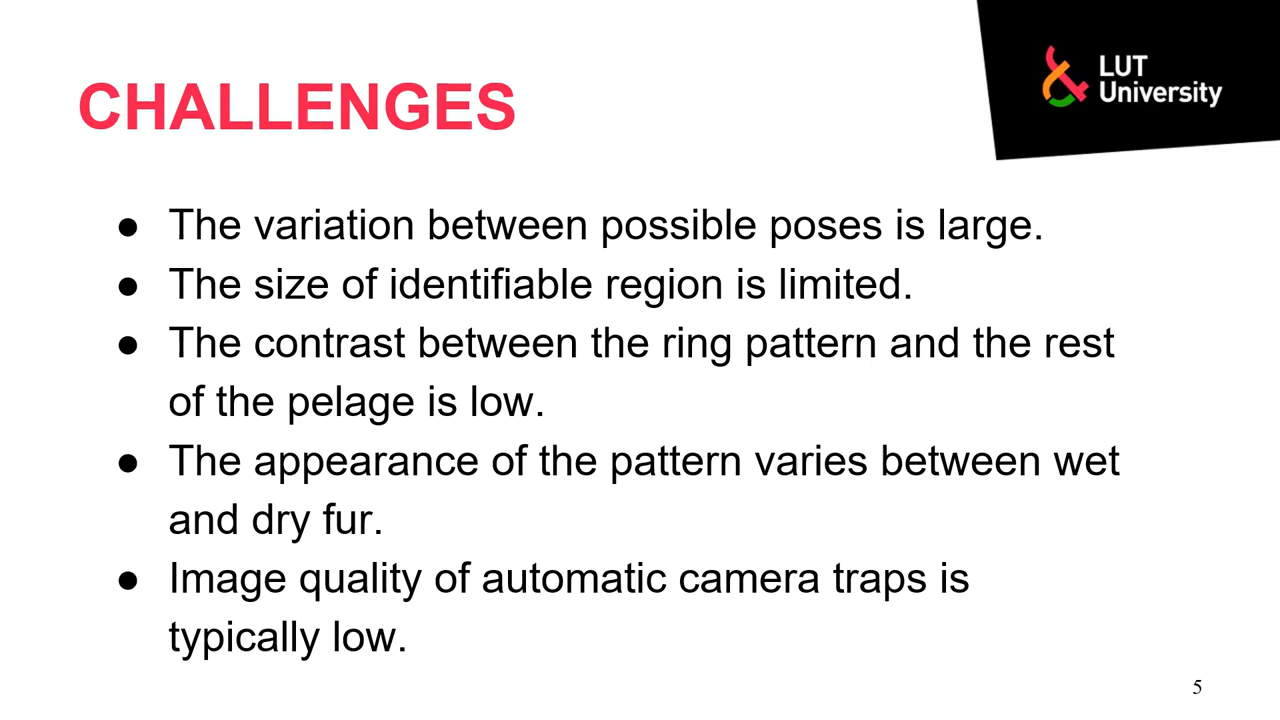 LUT
University
CHALLENGES
● The variation between possible poses is large.
● The size of identifiable region is limited.
● The contrast between the ring pattern and the rest
of the pelage is low.
● The appearance of the pattern varies between wet
and dry fur.
● Image quality of automatic camera traps is
typically low.
5